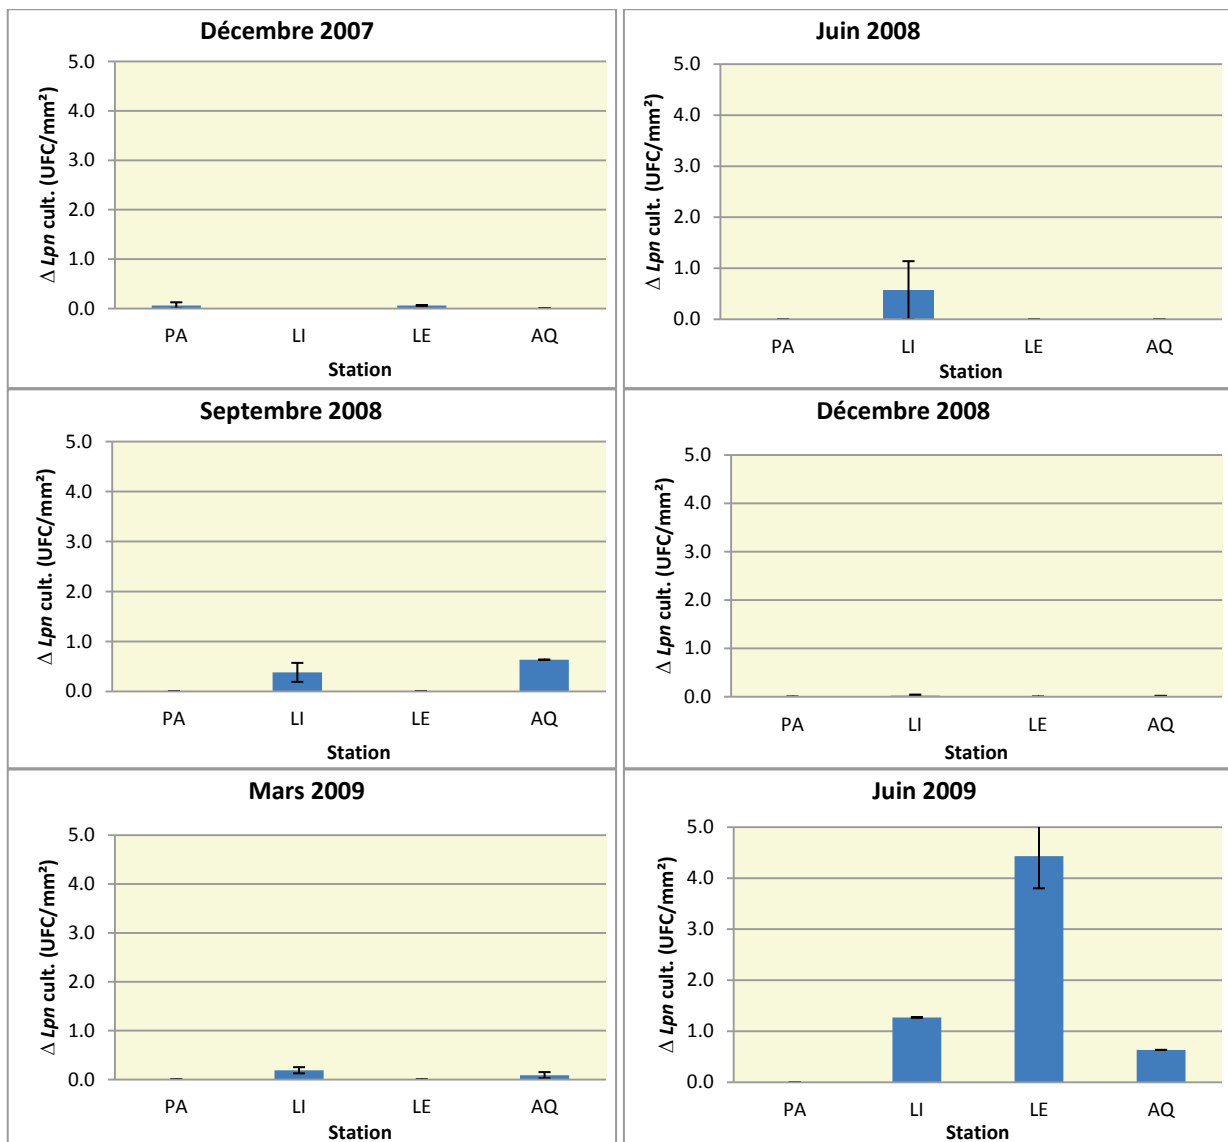 Décembre 2007
Δ Lpn cult. (UFC/mm²)
5.0
4.0
3.0
2.0
1.0
0.0
PA LI LE AQ
Station
Juin 2008
Δ Lpn cult. (UFC/mm²)
5.0
4.0
3.0
2.0
1.0
0.0
PA LI LE AQ
Station
Septembre 2008
Δ Lpn cult. (UFC/mm²)
5.0
4.0
3.0
2.0
1.0
0.0
PA LI LE AQ
Station
Décembre 2008
Δ Lpn cult. (UFC/mm²)
5.0
4.0
3.0
2.0
1.0
0.0
PA LI LE AQ
Station
Mars 2009
Δ Lpn cult. (UFC/mm²)
5.0
4.0
3.0
2.0
1.0
0.0
PA LI LE AQ
Station
Juin 2009
Δ Lpn cult. (UFC/mm²)
5.0
4.0
3.0
2.0
1.0
0.0
PA LI LE AQ
Station